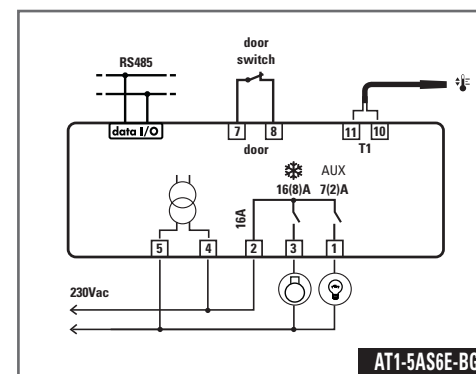 door
switch
RS485
data I/O
7
8
11
10
door
T1
AUX
16(8)A
7(2)A
16A
5
4
2
3
1
230Vac
AT1-5AS6E-BG